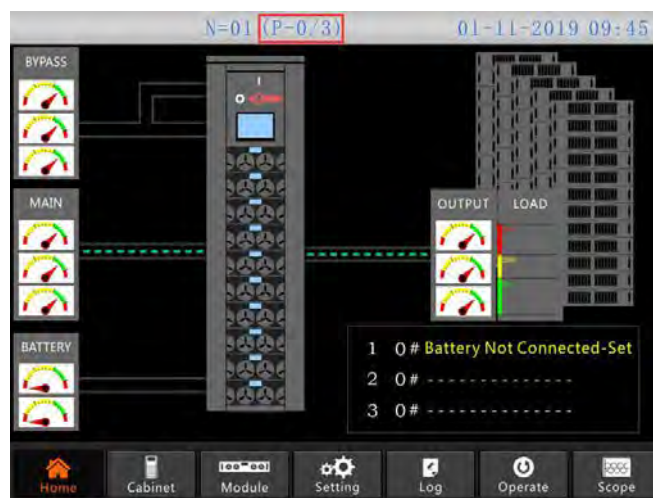 N=01 (P-0/3) 01-11-2019 09:45
BYPASS
MAIN
OUTPUT LOAD
BATTERY
1 0# Battery Not Connected-Set
2 0# --------------
3 0# --------------
Home Cabinet Module Setting Log Operate Scope